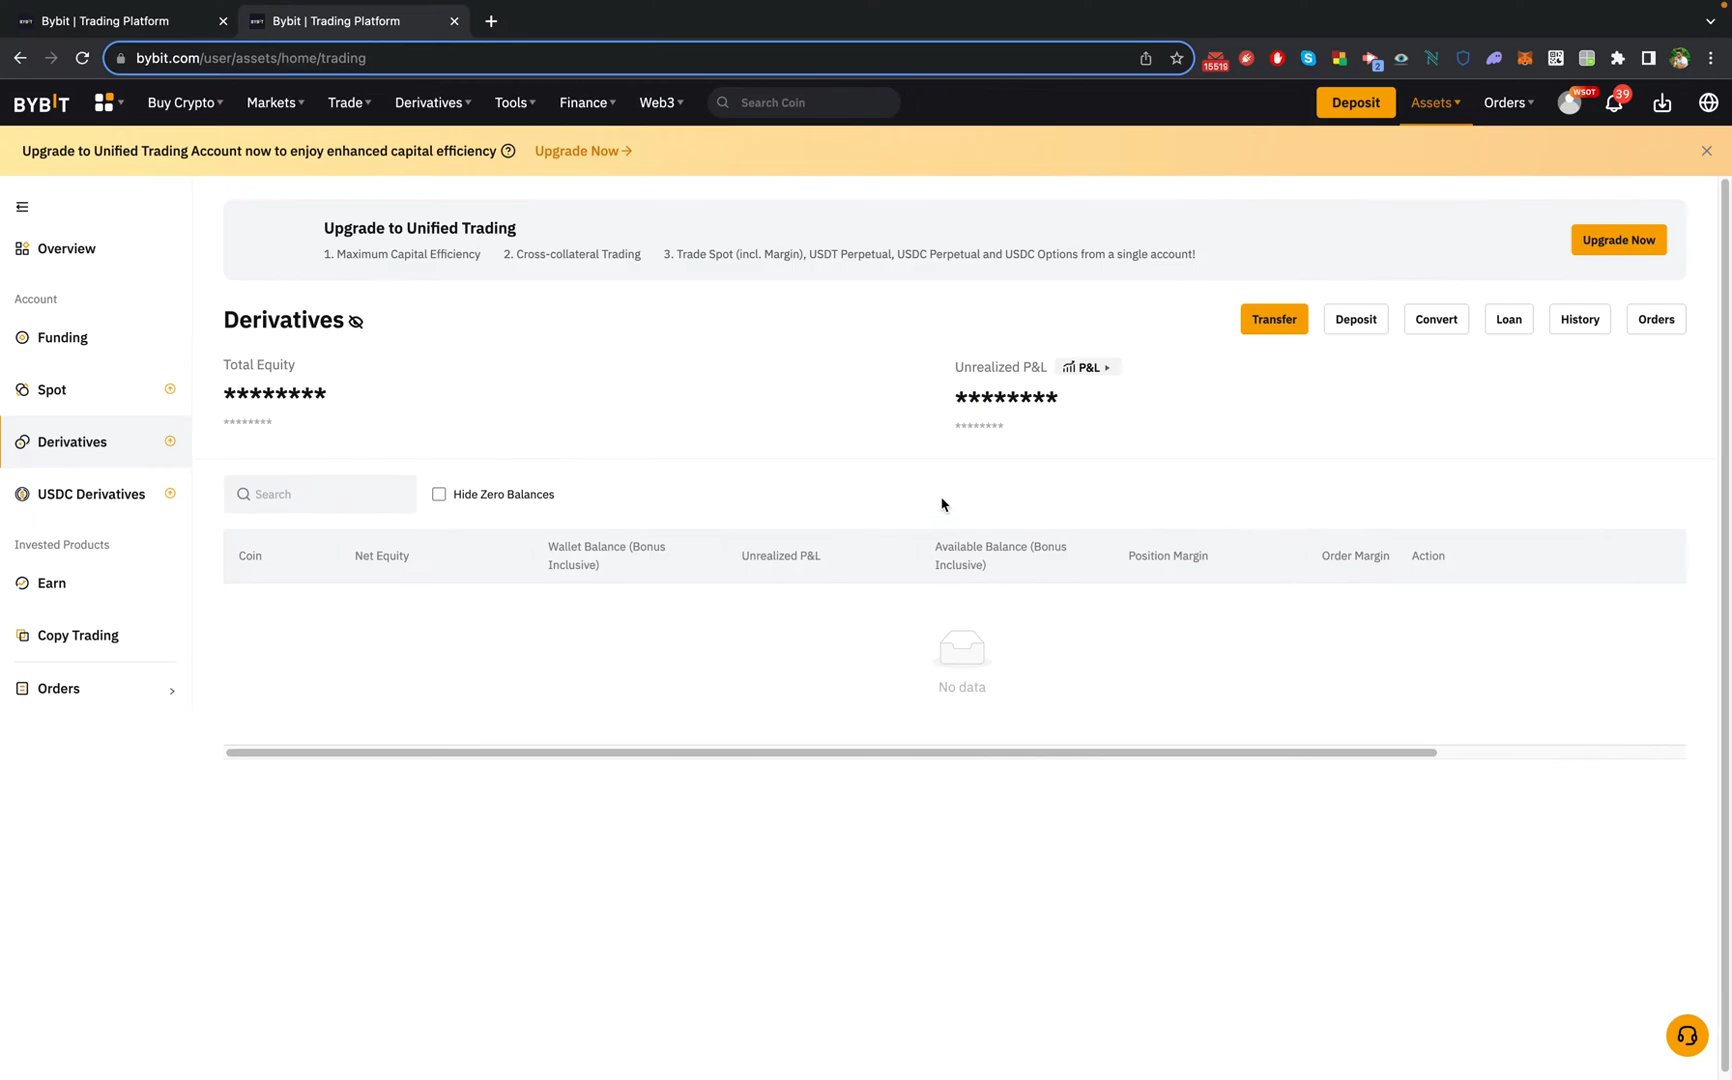 Bybit | Trading Platform
Bybit | Trading Platform
bybit.com/user/assets/home/trading
15519
2
BYBIT
Buy Crypto
Markets
Trade
Derivatives
Tools
Finance
Web3
Search Coin
Deposit
Assets
Orders
WSOT
39
Upgrade to Unified Trading Account now to enjoy enhanced capital efficiency
Upgrade Now
Overview
Account
Funding
Spot
Derivatives
USDC Derivatives
Invested Products
Earn
Copy Trading
Orders
Upgrade to Unified Trading
1. Maximum Capital Efficiency 2. Cross-collateral Trading 3. Trade Spot (incl. Margin), USDT Perpetual, USDC Perpetual and USDC Options from a single account!
Upgrade Now
Derivatives
Transfer
Deposit
Convert
Loan
History
Orders
Total Equity
********
********
Unrealized P&L
P&L
********
********
Search
Hide Zero Balances
Coin
Net Equity
Wallet Balance (Bonus
Inclusive)
Unrealized P&L
Available Balance (Bonus
Inclusive)
Position Margin
Order Margin
Action
No data